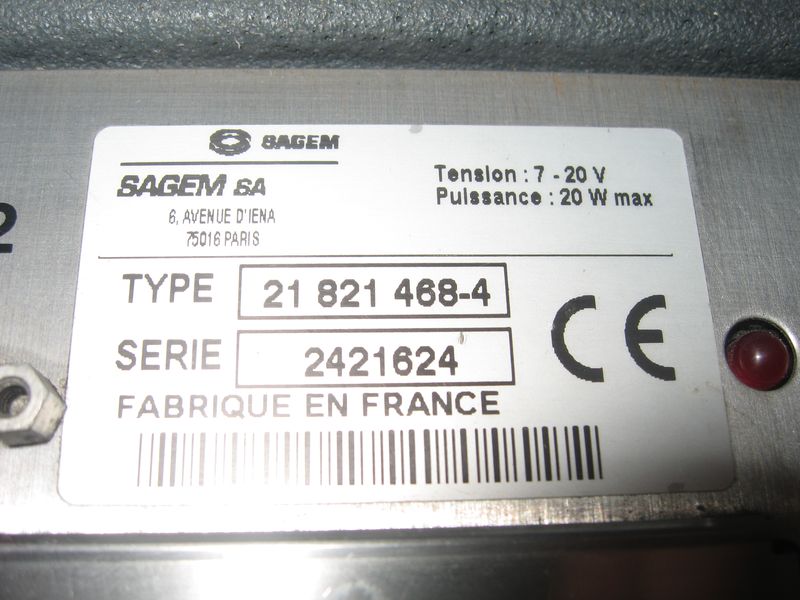 SAGEM
SAGEM SA
6, AVENUE D'IENA
75016 PARIS
Tension : 7 - 20 V
Puissance : 20 W max
TYPE 21 821 468-4
SERIE 2421624
FABRIQUE EN FRANCE
CE
2